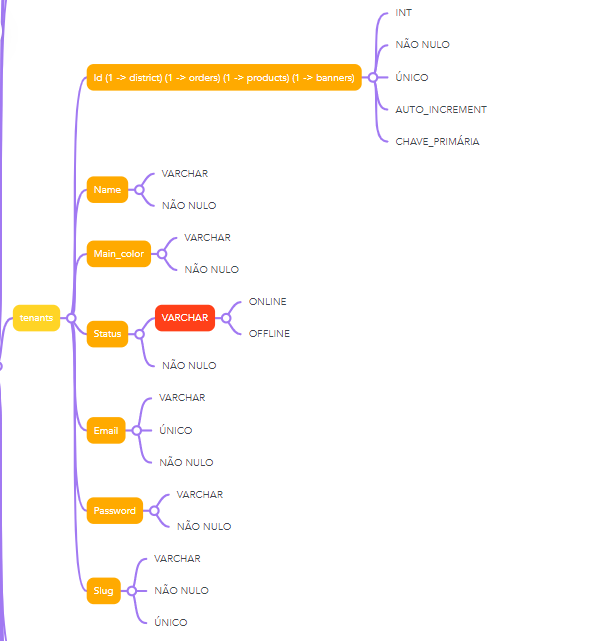 INT
NÃO NULO
Id (1 -> district) (1 -> orders) (1 -> products) (1 -> banners)
ÚNICO
AUTO_INCREMENT
CHAVE_PRIMÁRIA
VARCHAR
Name
NÃO NULO
VARCHAR
Main_color
NÃO NULO
ONLINE
tenants
VARCHAR
Status
OFFLINE
NÃO NULO
VARCHAR
Email
ÚNICO
NÃO NULO
VARCHAR
Password
NÃO NULO
VARCHAR
Slug
NÃO NULO
ÚNICO